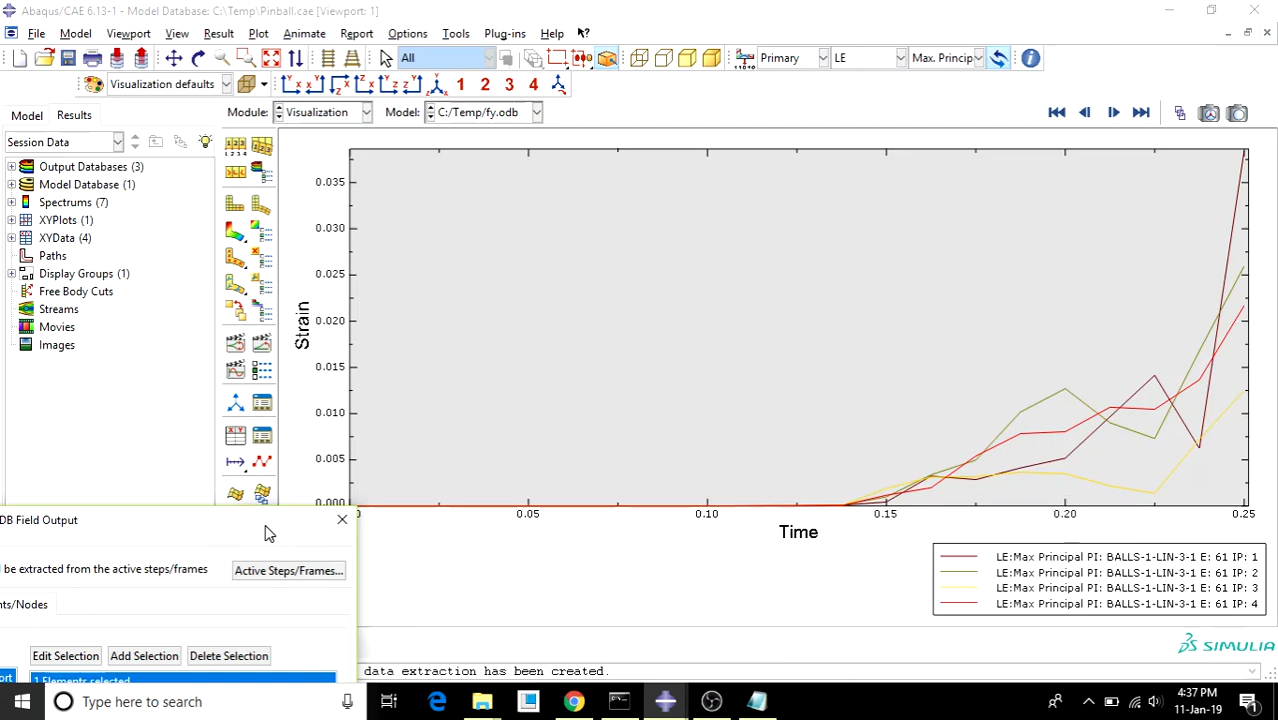 Abaqus/CAE 6.13-1 - Model Database: C:\Temp\Pinball.cae [Viewport: 1]
File Model Viewport View Result Plot Animate Report Options Tools Plug-ins Help
All Primary LE Max. Princip
Visualization defaults 1 2 3 4
Model Results Module: Visualization Model: C:/Temp/fy.odb
Session Data
Output Databases (3)
Model Database (1)
Spectrums (7)
XYPlots (1)
XYData (4)
Paths
Display Groups (1)
Free Body Cuts
Streams
Movies
Images
0.035
0.030
0.025
0.020
0.015
0.010
0.005
0.000
Strain
0.05 0.10 0.15 0.20 0.25
Time
LE:Max Principal PI: BALLS-1-LIN-3-1 E: 61 IP: 1
LE:Max Principal PI: BALLS-1-LIN-3-1 E: 61 IP: 2
LE:Max Principal PI: BALLS-1-LIN-3-1 E: 61 IP: 3
LE:Max Principal PI: BALLS-1-LIN-3-1 E: 61 IP: 4
DB Field Output
be extracted from the active steps/frames Active Steps/Frames...
nts/Nodes
Edit Selection Add Selection Delete Selection
1 Elements selected
data extraction has been created.
SIMULIA
Type here to search
4:37 PM
11-Jan-19